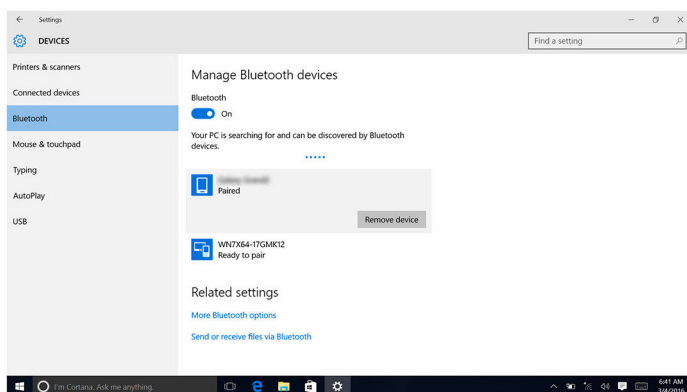 Settings
DEVICES
Find a setting
Printers & scanners
Connected devices
Bluetooth
Mouse & touchpad
Typing
AutoPlay
USB
Manage Bluetooth devices
Bluetooth
On
Your PC is searching for and can be discovered by Bluetooth
devices.
Paired
Remove device
WN7X64-17GMK12
Ready to pair
Related settings
More Bluetooth options
Send or receive files via Bluetooth
I'm Cortana. Ask me anything.
6:41 AM
3/4/2016